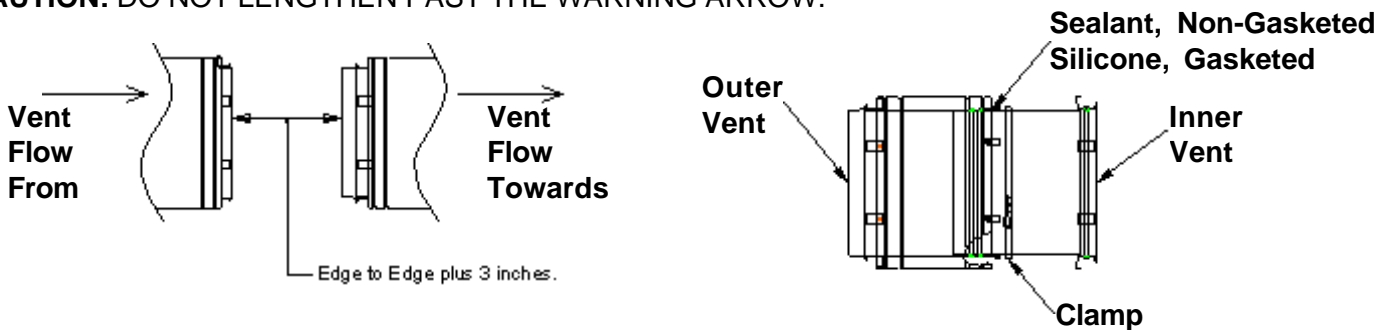 DO NOT LENGTHEN PAST THE WARNING ARROW.
Vent
Flow
From
Vent
Flow
Towards
Edge to Edge plus 3 inches.
Sealant, Non-Gasketed
Silicone, Gasketed
Outer
Vent
Inner
Vent
Clamp